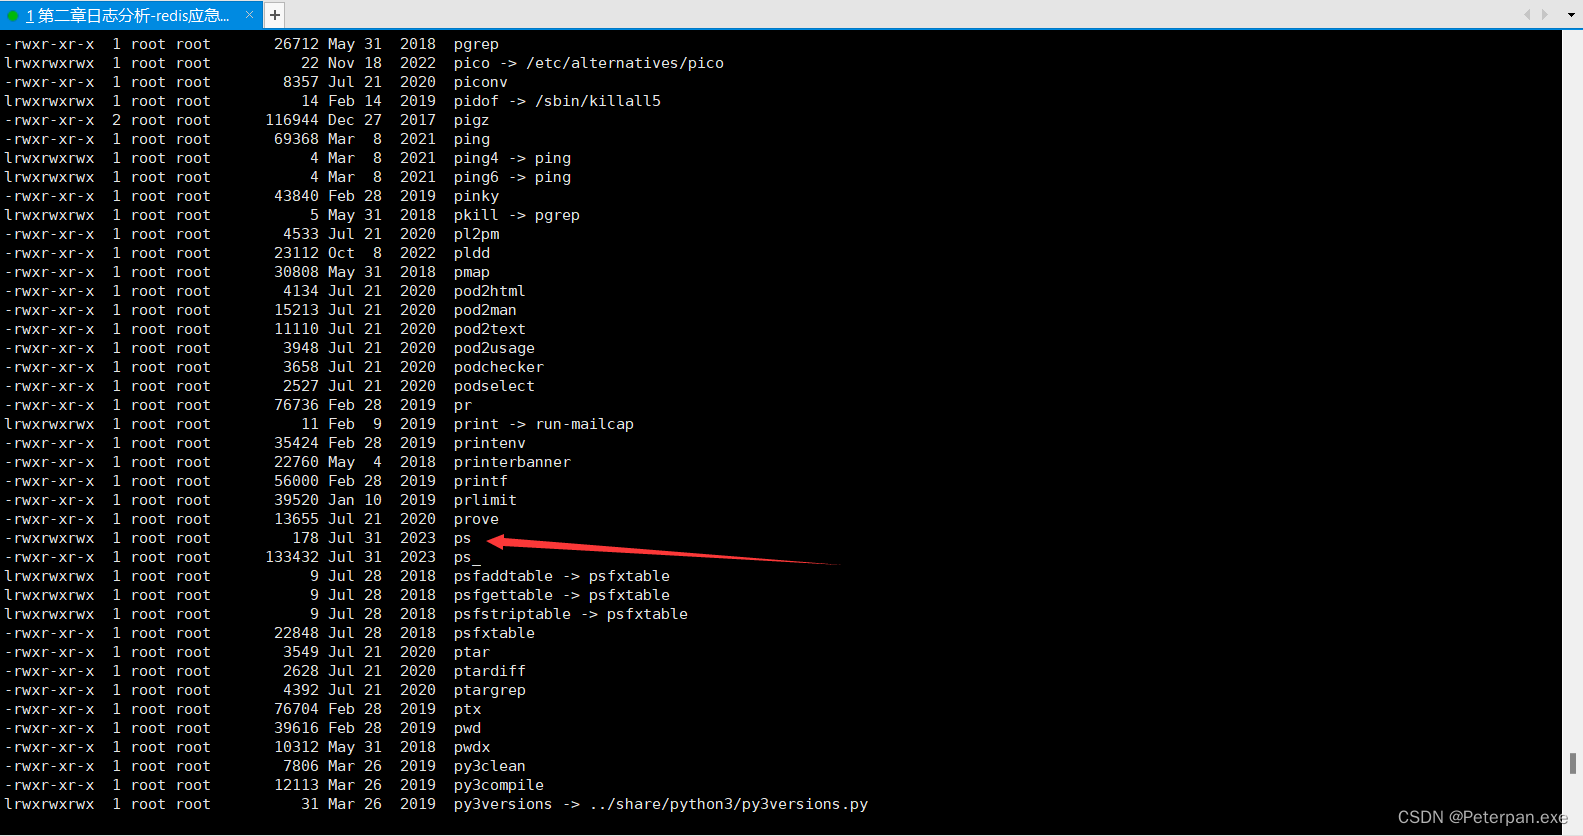 1 第二章日志分析-redis应急...
-rwxr-xr-x  1 root root       26712 May 31  2018  pgrep
lrwxrwxrwx  1 root root          22 Nov 18  2022  pico -> /etc/alternatives/pico
-rwxr-xr-x  1 root root        8357 Jul 21  2020  piconv
lrwxrwxrwx  1 root root          14 Feb 14  2019  pidof -> /sbin/killall5
-rwxr-xr-x  2 root root      116944 Dec 27  2017  pigz
-rwxr-xr-x  1 root root       69368 Mar  8  2021  ping
lrwxrwxrwx  1 root root           4 Mar  8  2021  ping4 -> ping
lrwxrwxrwx  1 root root           4 Mar  8  2021  ping6 -> ping
-rwxr-xr-x  1 root root       43840 Feb 28  2019  pinky
lrwxrwxrwx  1 root root           5 May 31  2018  pkill -> pgrep
-rwxr-xr-x  1 root root        4533 Jul 21  2020  pl2pm
-rwxr-xr-x  1 root root       23112 Oct  8  2022  pldd
-rwxr-xr-x  1 root root       30808 May 31  2018  pmap
-rwxr-xr-x  1 root root        4134 Jul 21  2020  pod2html
-rwxr-xr-x  1 root root       15213 Jul 21  2020  pod2man
-rwxr-xr-x  1 root root       11110 Jul 21  2020  pod2text
-rwxr-xr-x  1 root root        3948 Jul 21  2020  pod2usage
-rwxr-xr-x  1 root root        3658 Jul 21  2020  podchecker
-rwxr-xr-x  1 root root        2527 Jul 21  2020  podselect
-rwxr-xr-x  1 root root       76736 Feb 28  2019  pr
lrwxrwxrwx  1 root root          11 Feb  9  2019  print -> run-mailcap
-rwxr-xr-x  1 root root       35424 Feb 28  2019  printenv
-rwxr-xr-x  1 root root       22760 May  4  2018  printerbanner
-rwxr-xr-x  1 root root       56000 Feb 28  2019  printf
-rwxr-xr-x  1 root root       39520 Jan 10  2019  prlimit
-rwxr-xr-x  1 root root       13655 Jul 21  2020  prove
-rwxr-xr-x  1 root root         178 Jul 31  2023  ps
-rwxr-xr-x  1 root root      133432 Jul 31  2023  ps_
lrwxrwxrwx  1 root root           9 Jul 28  2018  psfaddtable -> psfxtable
lrwxrwxrwx  1 root root           9 Jul 28  2018  psfgettable -> psfxtable
lrwxrwxrwx  1 root root           9 Jul 28  2018  psfstriptable -> psfxtable
-rwxr-xr-x  1 root root       22848 Jul 28  2018  psfxtable
-rwxr-xr-x  1 root root        3549 Jul 21  2020  ptar
-rwxr-xr-x  1 root root        2628 Jul 21  2020  ptardiff
-rwxr-xr-x  1 root root        4392 Jul 21  2020  ptargrep
-rwxr-xr-x  1 root root       76704 Feb 28  2019  ptx
-rwxr-xr-x  1 root root       39616 Feb 28  2019  pwd
-rwxr-xr-x  1 root root       10312 May 31  2018  pwdx
-rwxr-xr-x  1 root root        7806 Mar 26  2019  py3clean
-rwxr-xr-x  1 root root       12113 Mar 26  2019  py3compile
lrwxrwxrwx  1 root root          31 Mar 26  2019  py3versions -> ../share/python3/py3versions.py
CSDN @Peterpan.exe